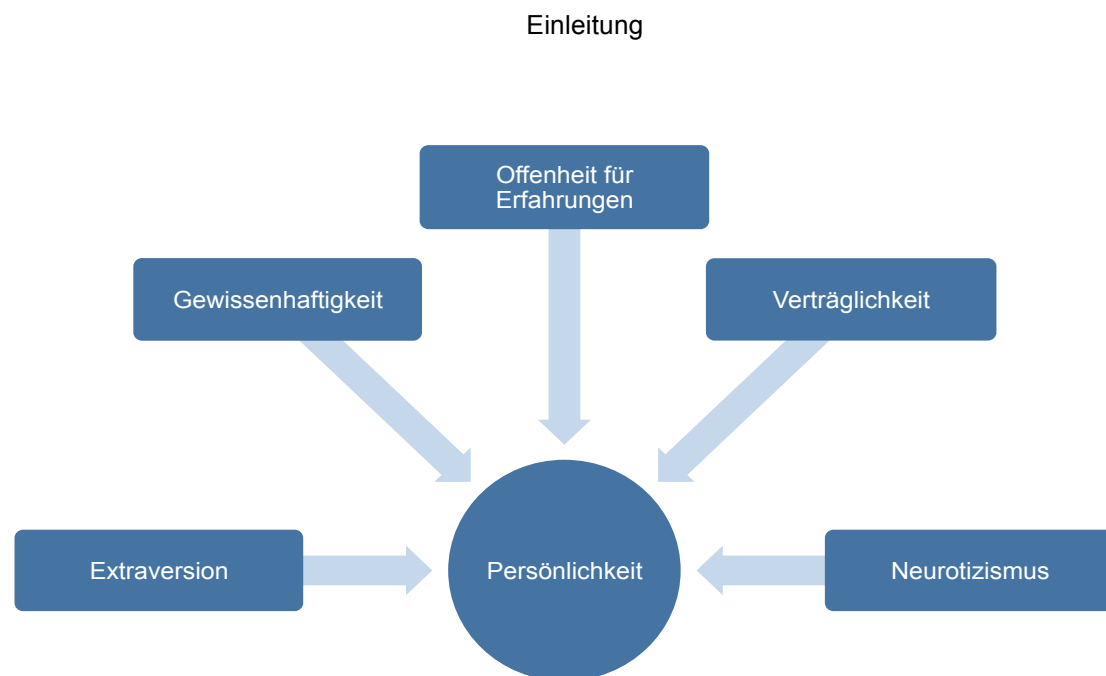 Einleitung
Offenheit für
Erfahrungen
Gewissenhaftigkeit
Verträglichkeit
Extraversion
Persönlichkeit
Neurotizismus